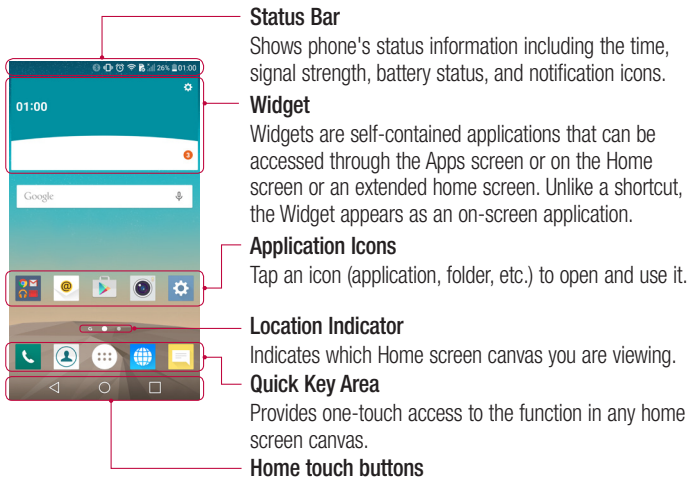 Status Bar
Shows phone's status information including the time,
signal strength, battery status, and notification icons.
26% 01:00
Widget
01:00
Widgets are self-contained applications that can be
accessed through the Apps screen or on the Home
screen or an extended home screen. Unlike a shortcut,
the Widget appears as an on-screen application.
3
Google
Application Icons
Tap an icon (application, folder, etc.) to open and use it.
@
Location Indicator
Indicates which Home screen canvas you are viewing.
Quick Key Area
Provides one-touch access to the function in any home
screen canvas.
Home touch buttons